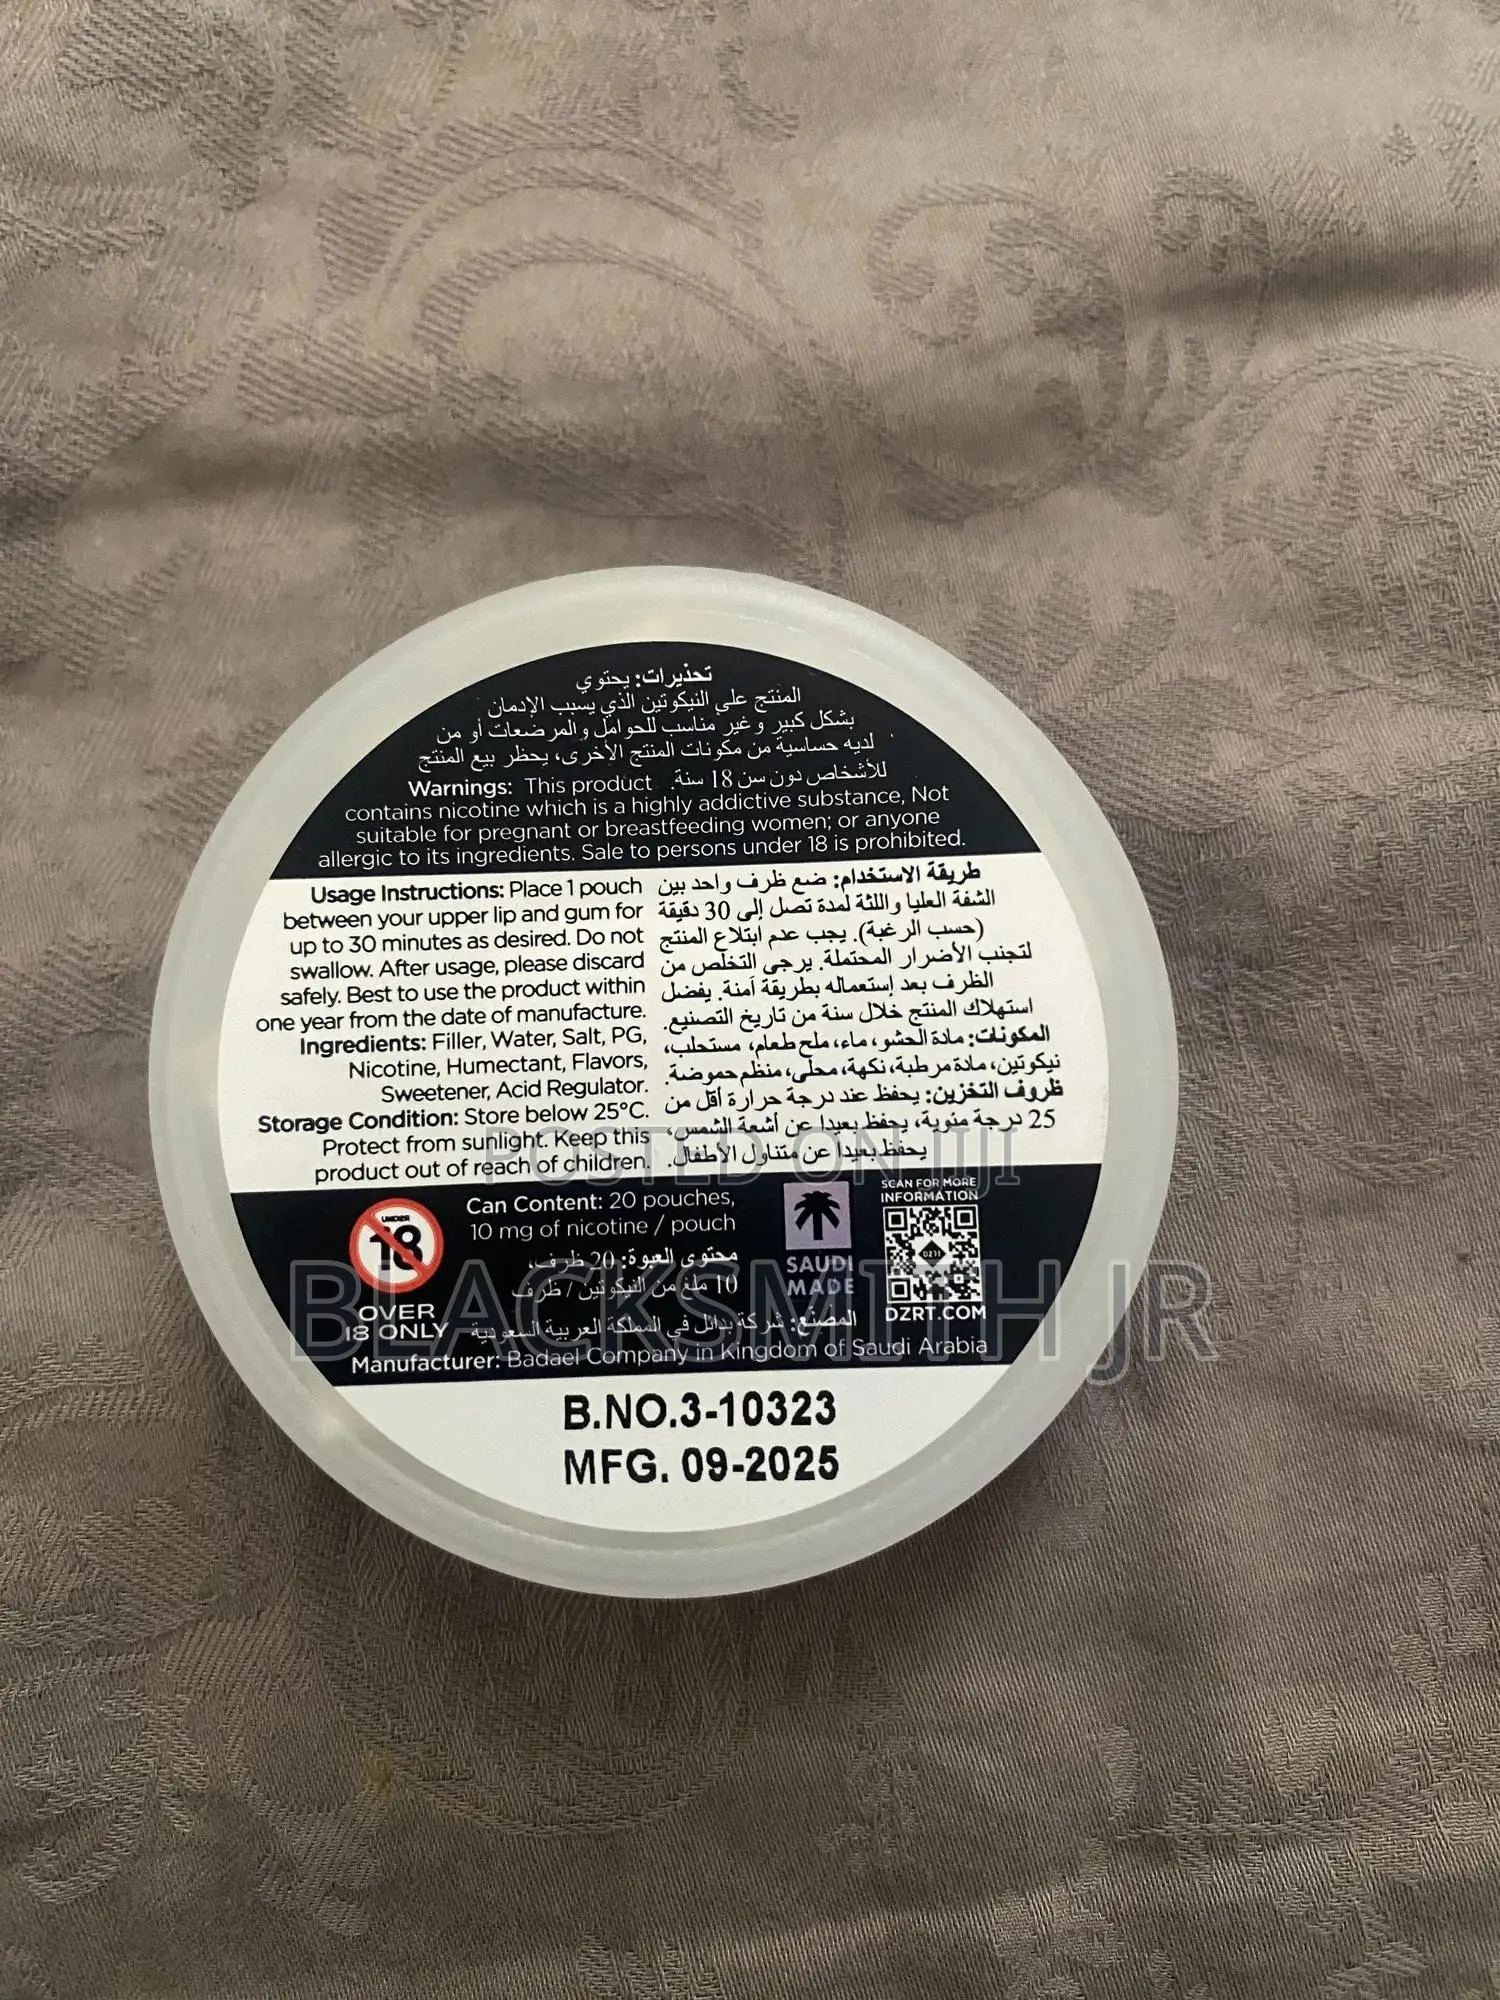 تحذيرات: يحتوي
المنتج على النيكوتين الذي يسبب الإدمان
بشكل كبير و غير مناسب للحوامل والمرضعات أو من
لديه حساسية من مكونات المنتج الأخرى، يحظر بيع المنتج
للأشخاص دون سن 18 سنة.
Warnings: This product
contains nicotine which is a highly addictive substance, Not
suitable for pregnant or breastfeeding women; or anyone
allergic to its ingredients. Sale to persons under 18 is prohibited.
Usage Instructions: Place 1 pouch
between your upper lip and gum for
up to 30 minutes as desired. Do not
swallow. After usage, please discard
safely. Best to use the product within
one year from the date of manufacture.
Ingredients: Filler, Water, Salt, PG,
Nicotine, Humectant, Flavors,
Sweetener, Acid Regulator.
Storage Condition: Store below 25°C.
Protect from sunlight. Keep this
product out of reach of children.
طريقة الاستخدام: ضع ظرف واحد بين
الشفة العليا واللثة لمدة تصل إلى 30 دقيقة
(حسب الرغبة). يجب عدم ابتلاع المنتج
لتجنب الأضرار المحتملة. يرجى التخلص من
الظرف بعد إستعماله بطريقة آمنة. يفضل
استهلاك المنتج خلال سنة من تاريخ التصنيع.
المكونات: مادة الحشو، ماء، ملح طعام، مستحلب،
نيكوتين، مادة مرطبة، نكهة، محلي، منظم حموضة.
ظروف التخزين: يحفظ عند درجة حرارة أقل من
25 درجة مئوية، يحفظ بعيدا عن أشعة الشمس،
يحفظ بعيدا عن متناول الأطفال.
POSTED ON JIJI
UNDER
18
OVER
18 ONLY
Can Content: 20 pouches,
10 mg of nicotine / pouch
محتوى العبوة: 20 ظرف،
10 ملغ من النيكوتين / ظرف
SAUDI
MADE
SCAN FOR MORE
INFORMATION
DZRT
DZRT.COM
BLACKSMITH JR
المصنع: شركة بدائل في المملكة العربية السعودية
Manufacturer: Badael Company in Kingdom of Saudi Arabia
B.NO.3-10323
MFG. 09-2025